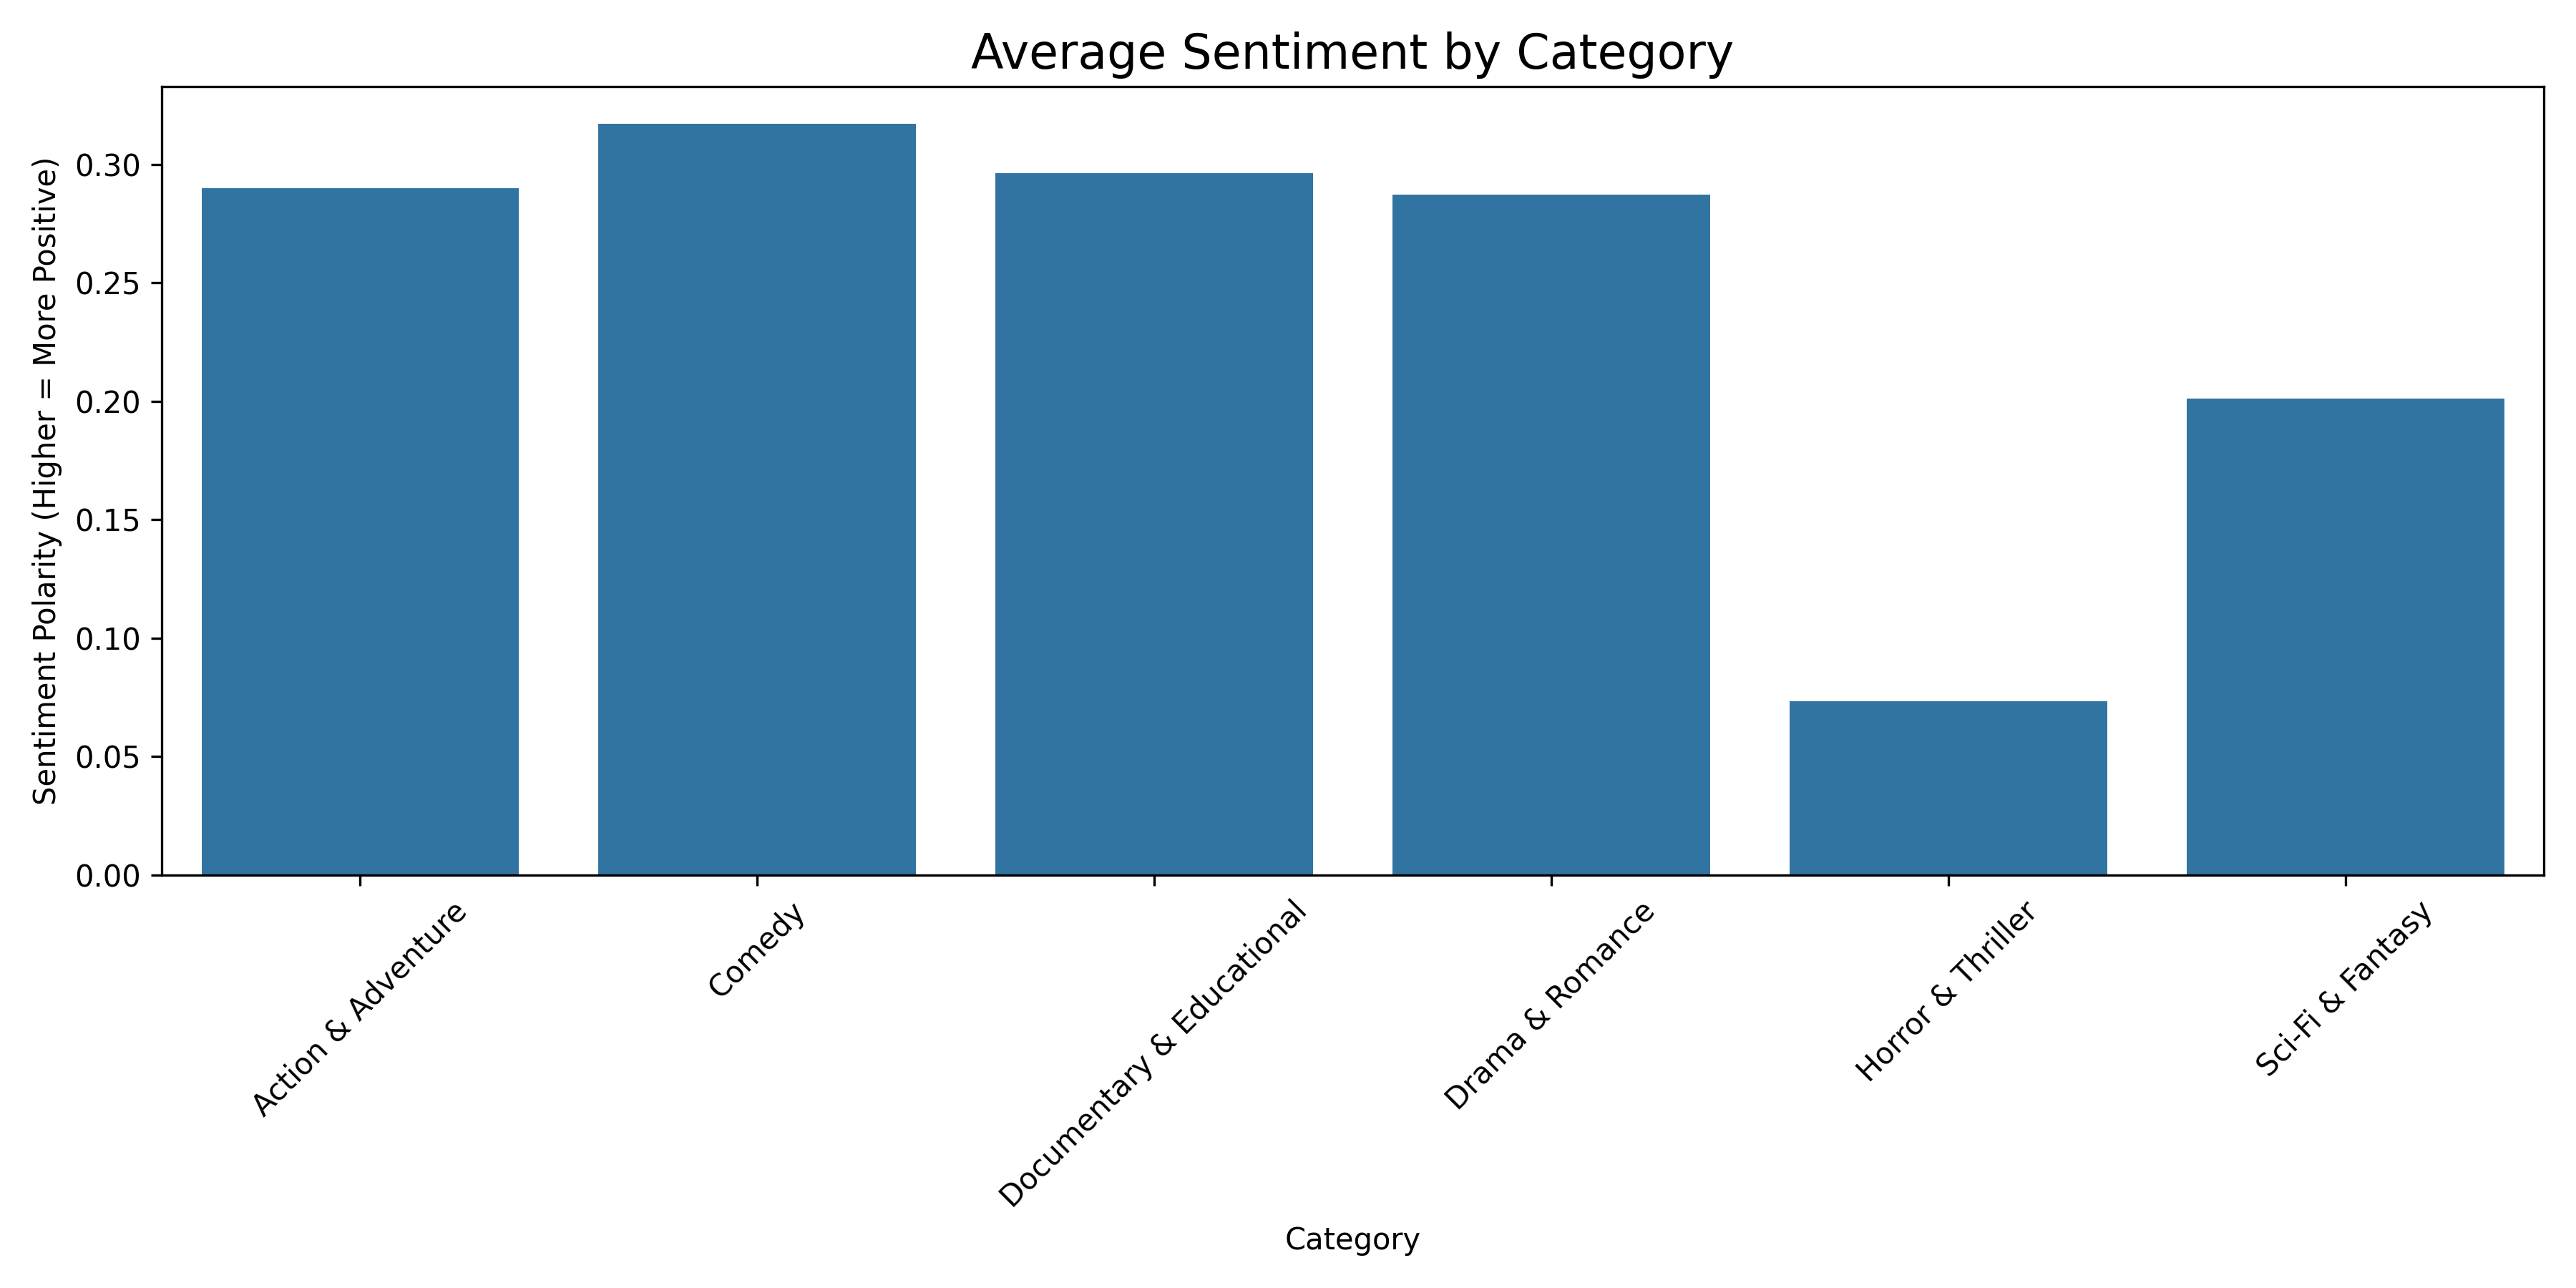 Average Sentiment by Category
Sentiment Polarity (Higher = More Positive)
0.30
0.25
0.20
0.15
0.10
0.05
0.00
Action & Adventure
Comedy
Documentary & Educational
Drama & Romance
Horror & Thriller
Sci-Fi & Fantasy
Category